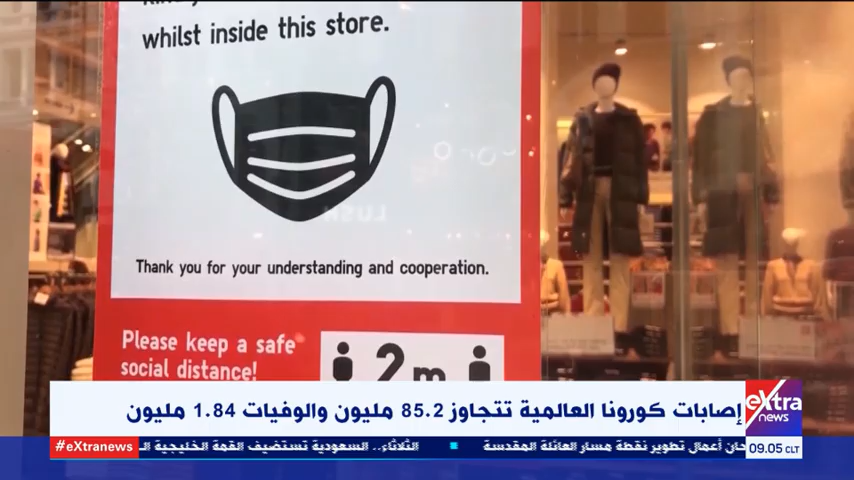 whilst inside this store.
LUSH
Thank you for your understanding and cooperation.
Please keep a safe
social distance!
2m
إصابات كورونا العالمية تتجاوز 85.2 مليون والوفيات 1.84 مليون
eXtra
news
#eXtranews
الثلاثاء.. السعودية تستضيف القمة الخليجية
أعمال تطوير نقطة مسار العائلة المقدسة
09.05 CLT